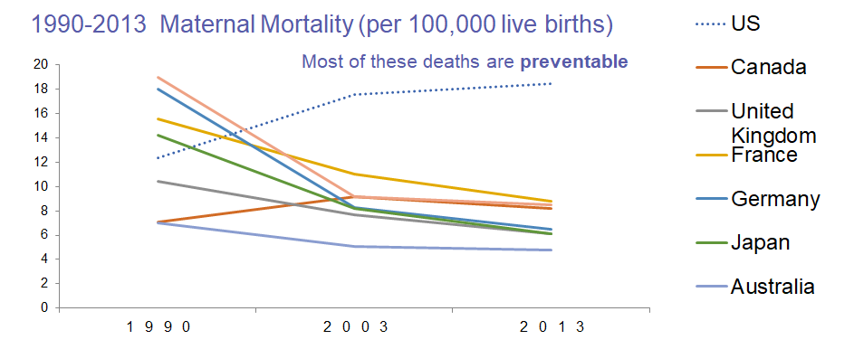 1990-2013 Maternal Mortality (per 100,000 live births)
Most of these deaths are preventable
20
18
16
14
12
10
8
6
4
2
0
1990
2003
2013
US
Canada
United
Kingdom
France
Germany
Japan
Australia